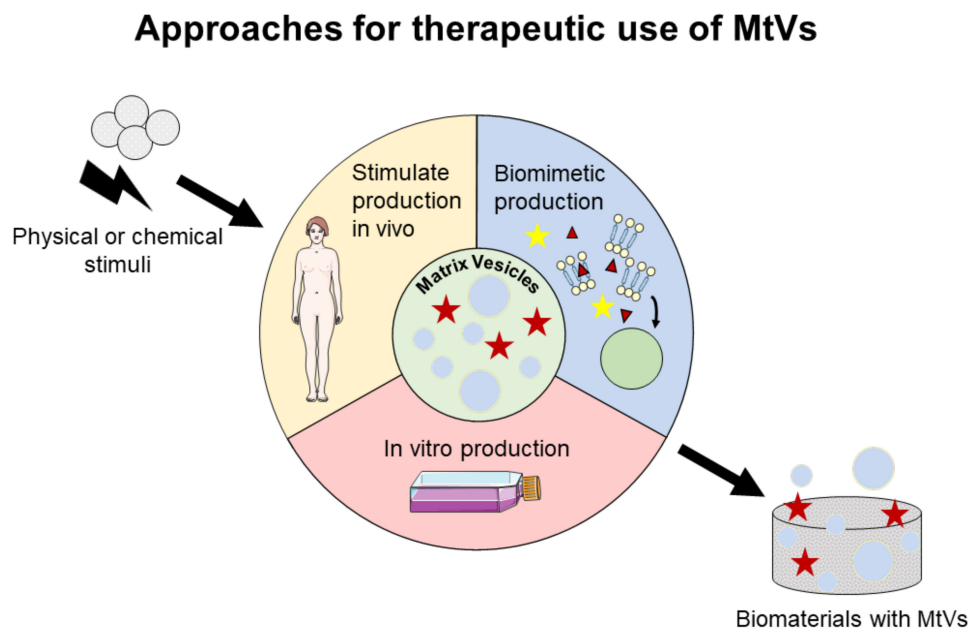 Approaches for therapeutic use of MtVs
Stimulate
production
in vivo
Biomimetic
production
Physical or chemical
stimuli
Matrix Vesicles
In vitro production
Biomaterials with MtVs